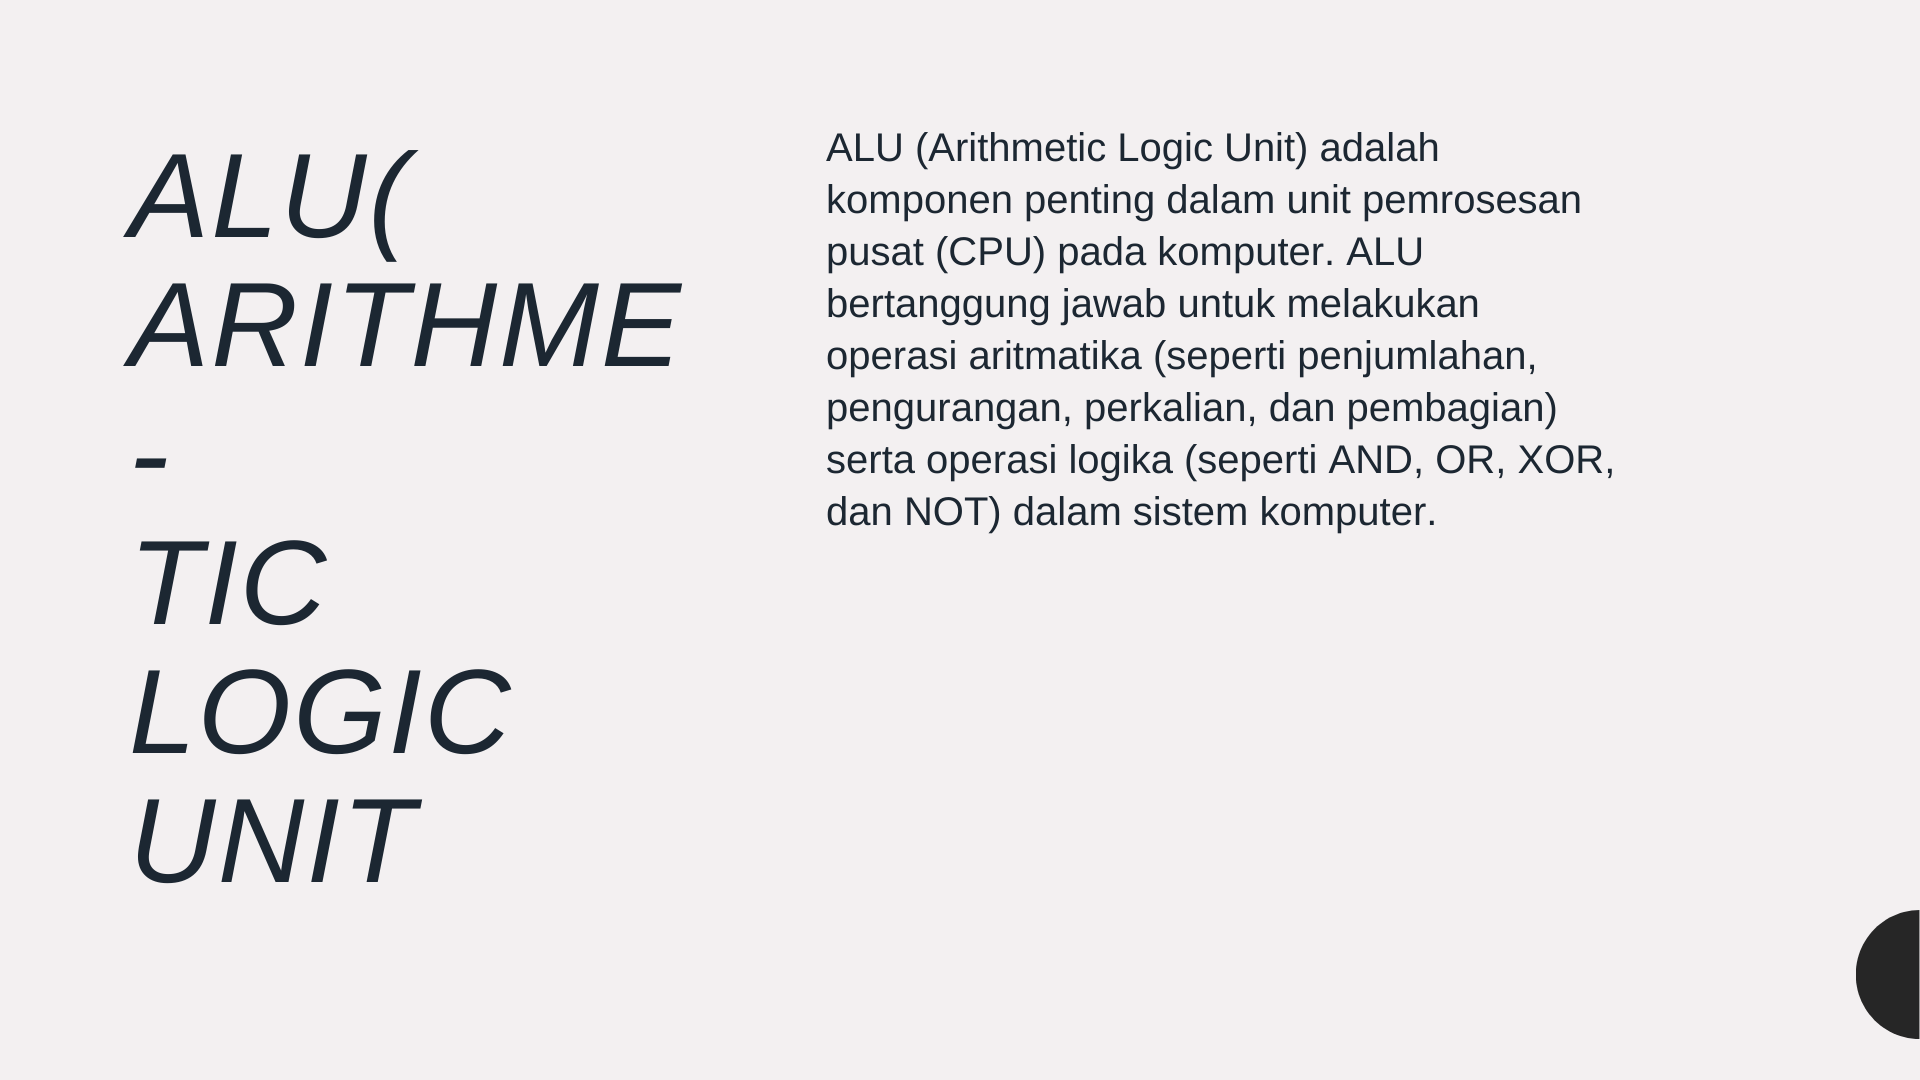 ALU(
ARITHME
-
TIC
LOGIC
UNIT
ALU (Arithmetic Logic Unit) adalah
komponen penting dalam unit pemrosesan
pusat (CPU) pada komputer. ALU
bertanggung jawab untuk melakukan
operasi aritmatika (seperti penjumlahan,
pengurangan, perkalian, dan pembagian)
serta operasi logika (seperti AND, OR, XOR,
dan NOT) dalam sistem komputer.